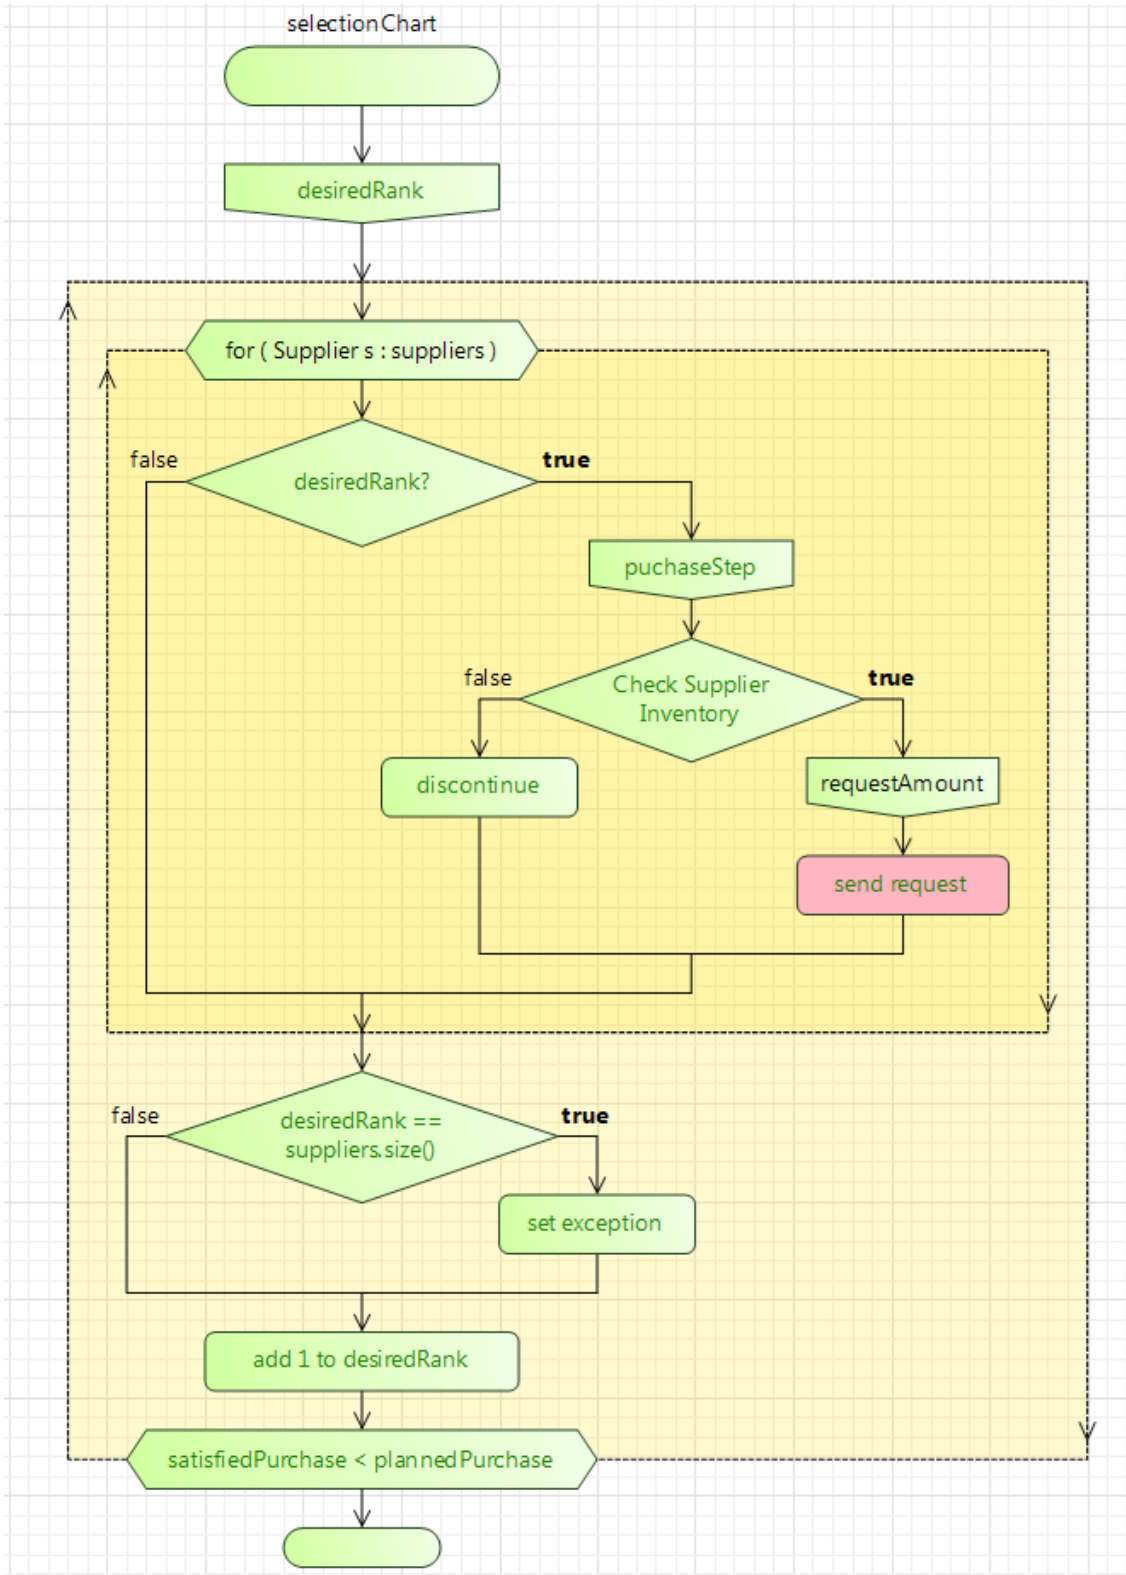 selectionChart
desiredRank
for ( Supplier s : suppliers )
false
true
desiredRank?
puchaseStep
false
true
Check Supplier
Inventory
discontinue
requestAmount
send request
false
true
desiredRank ==
suppliers.size()
set exception
add 1 to desiredRank
satisfiedPurchase < plannedPurchase